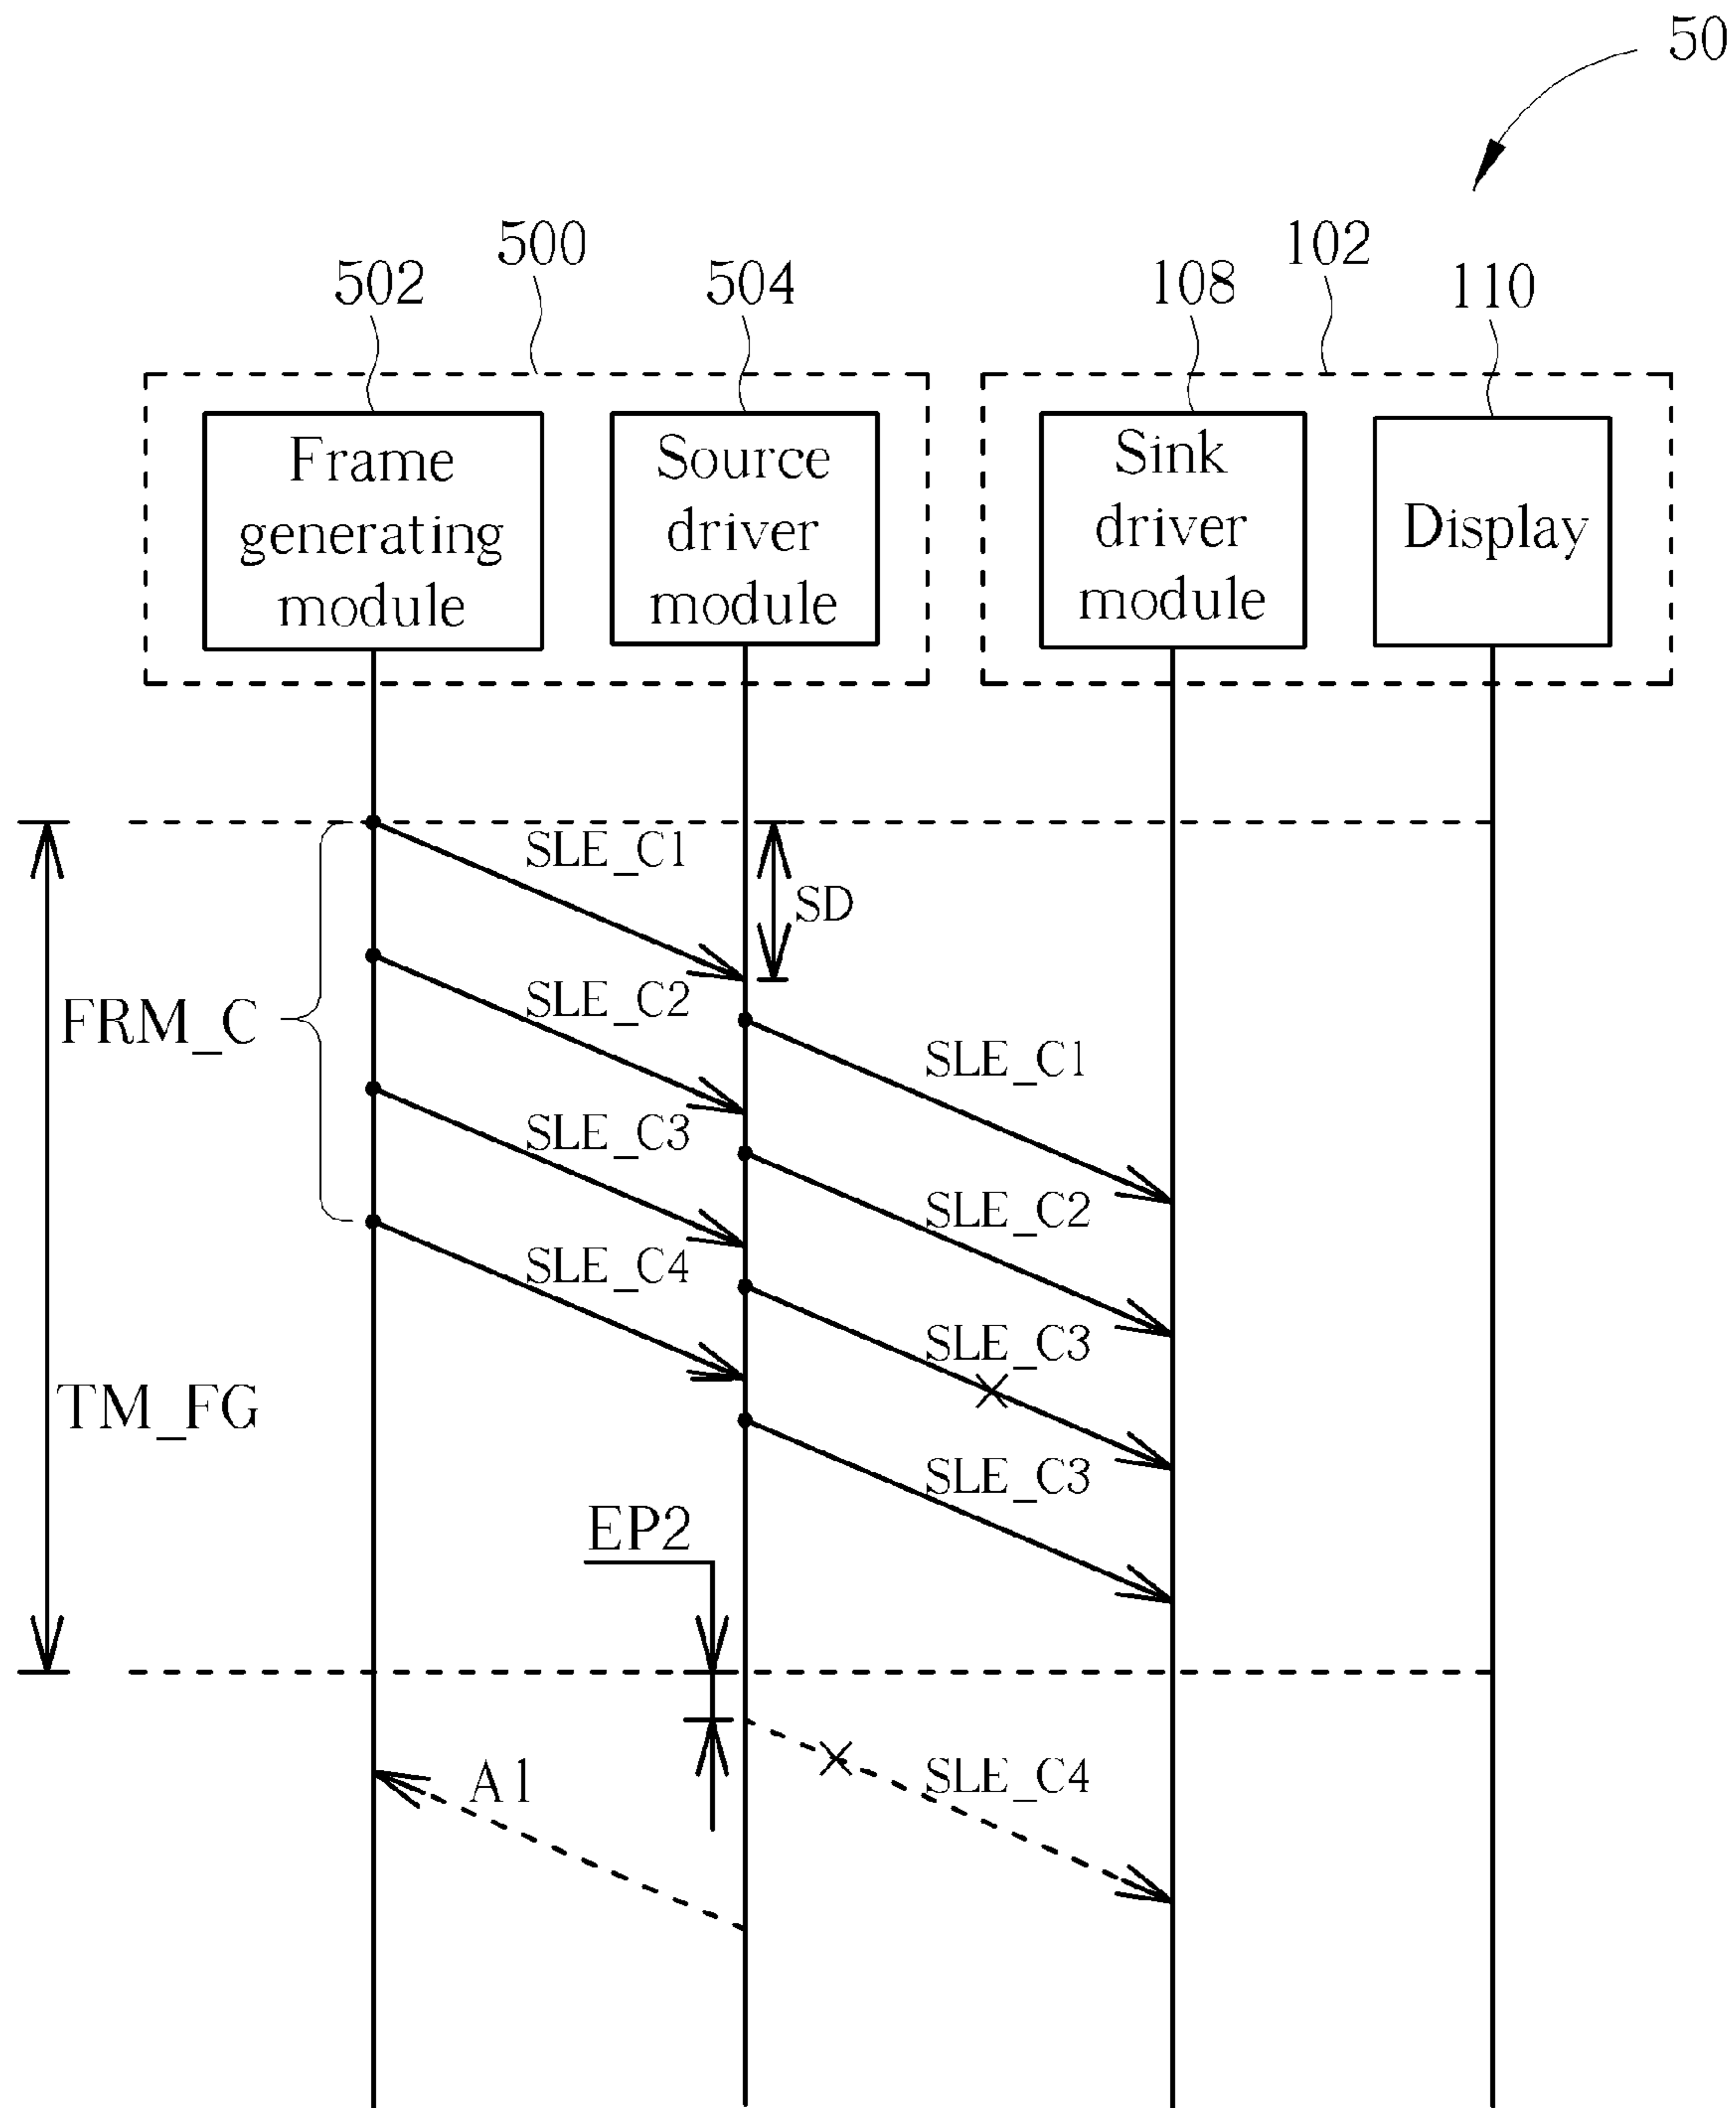 50
500
102
502
504
108
110
Frame
generating
module
Source
driver
module
Sink
driver
module
Display
SLE_C1
SD
SLE_C2
FRM_C
SLE_C1
SLE_C3
SLE_C2
SLE_C4
SLE_C3
TM_FG
SLE_C3
EP2
A1
SLE_C4